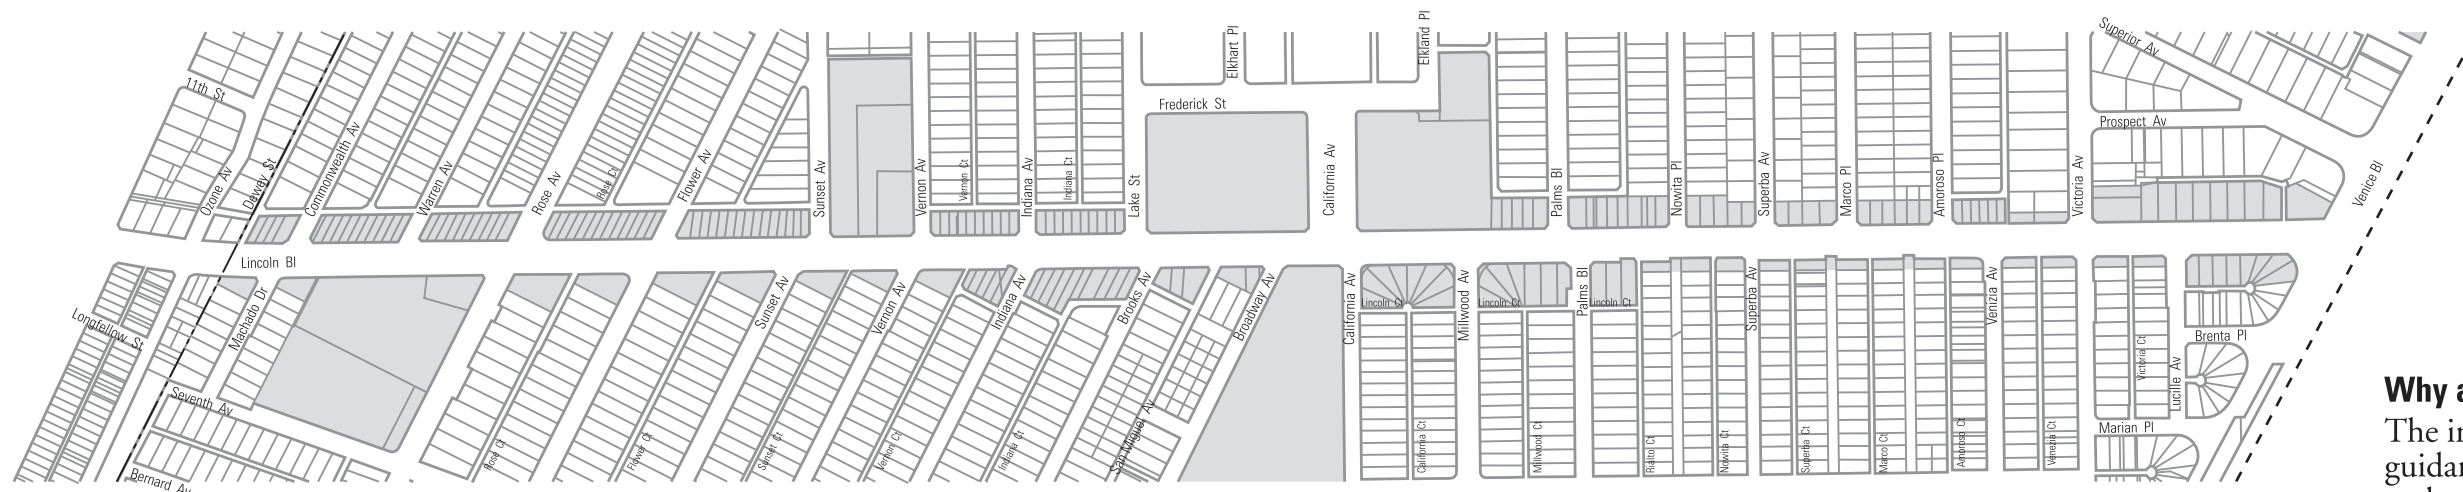 Elkhart Pl
Elkland Pl
Superior Av
11th St
Frederick St
Prospect Av
Ozone Av
Dewey St
Commonwealth Av
Warren Av
Rose Av
Rose Ct
Flower Av
Sunset Av
Vernon Av
Vernon Ct
Indiana Av
Indiana Ct
Lake St
California Av
Palms Bl
Nowita Pl
Superba Av
Marco Pl
Amoroso Pl
Victoria Av
Venice Bl
Lincoln Bl
Longfellow St
Machado Dr
Sunset Av
Vernon Av
Indiana Av
Brooks Av
Broadway Av
California Av
Lincoln Ct
Millwood Av
Lincoln Ct
Palms Bl
Lincoln Ct
Superba Av
Venezia Av
Victoria Ct
Lucille Av
Brenta Pl
Seventh Av
Bernard Av
Rose Ct
Flower Ct
Sunset Ct
Vernon Ct
Indiana Ct
San Miguel Av
California Ct
Millwood Ct
Rialto Ct
Nowita Ct
Superba Ct
Marco Ct
Amoroso Ct
Venezia Ct
Marian Pl
Why a
The in
guidan